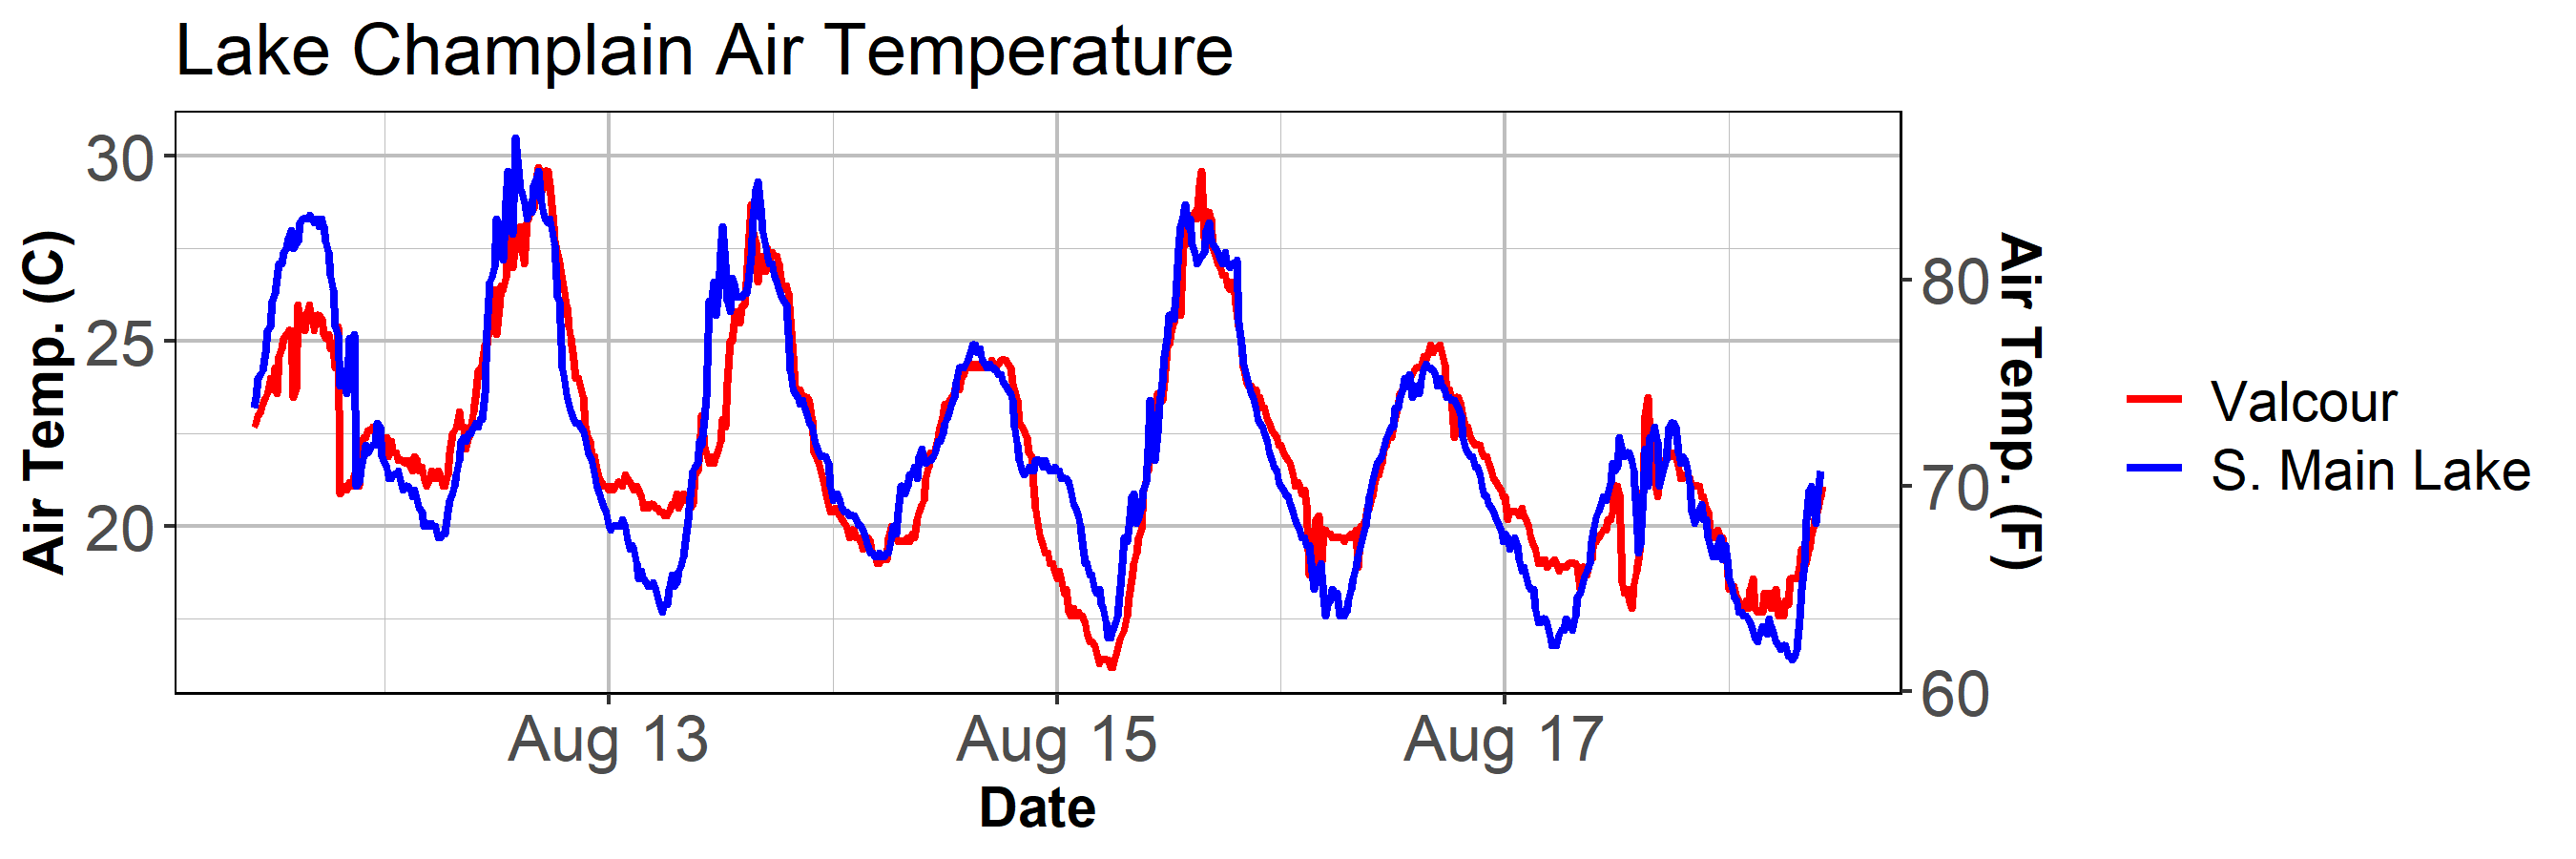 Lake Champlain Air Temperature
Air Temp. (C)
30
25
20
80
70
60
Air Temp. (F)
Aug 13
Aug 15
Aug 17
Date
Valcour
S. Main Lake